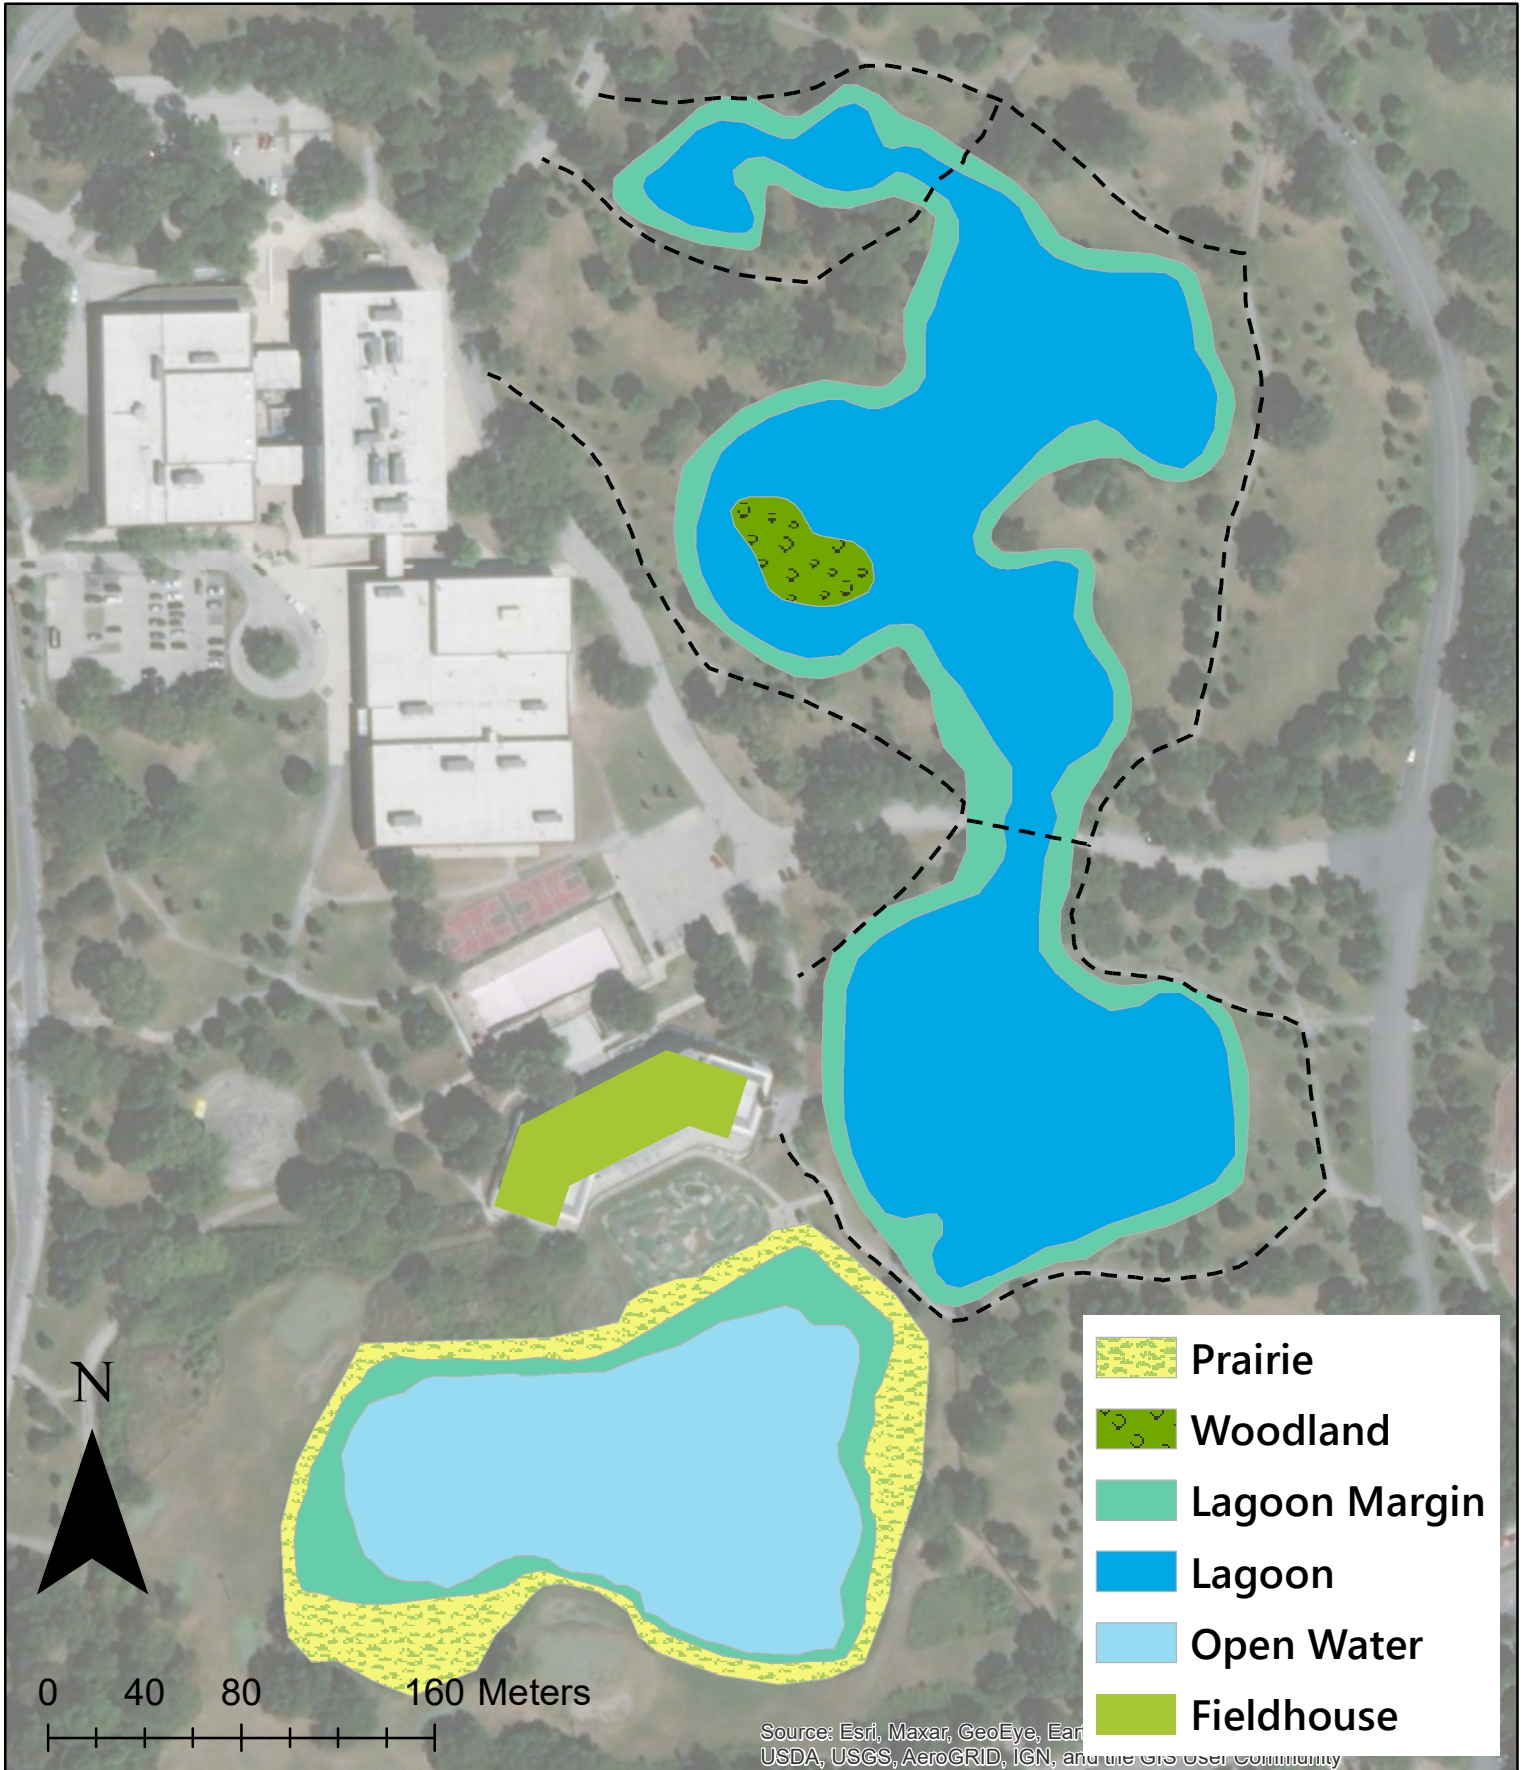 N
Prairie
Woodland
Lagoon Margin
Lagoon
Open Water
Fieldhouse
0 40 80 160 Meters
Source: Esri, Maxar, GeoEye,
USDA, USGS, AeroGRID, IGN, and the GIS User Community